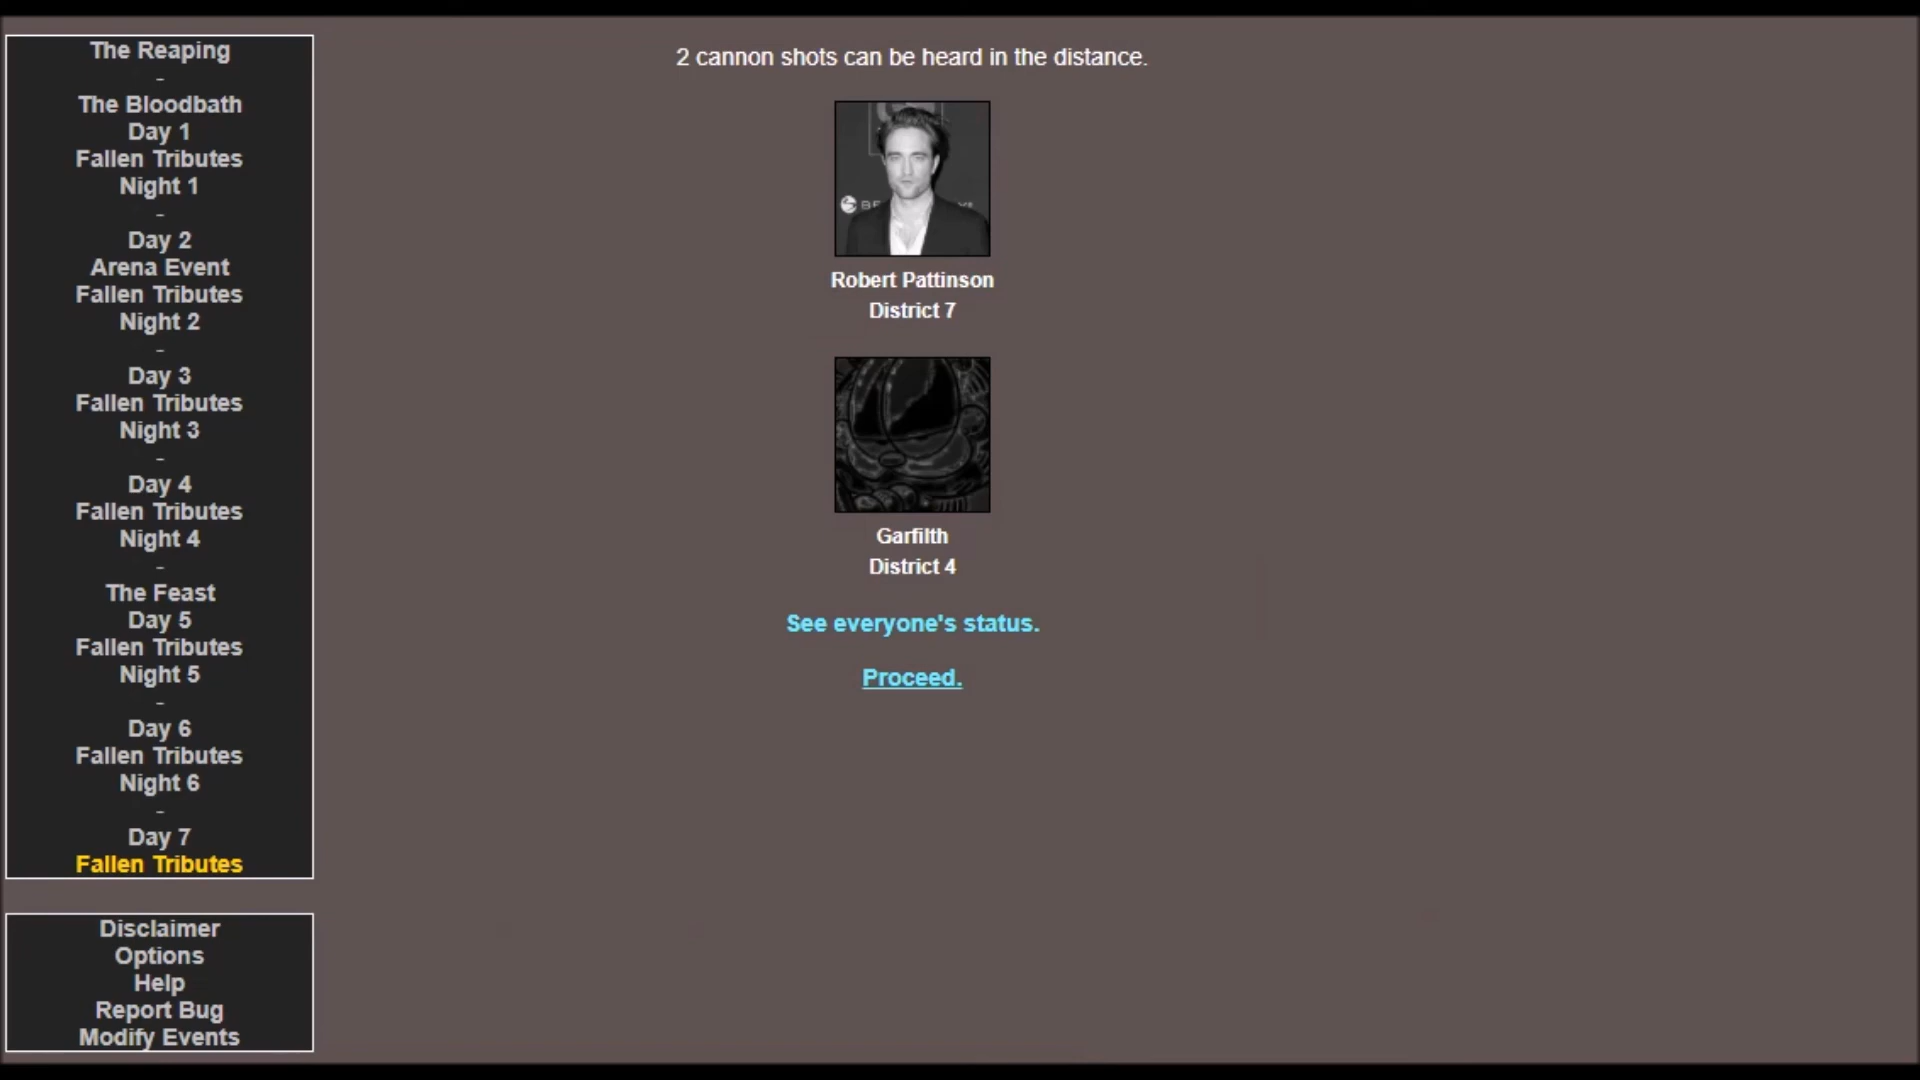 The Reaping
-
The Bloodbath
Day 1
Fallen Tributes
Night 1
-
Day 2
Arena Event
Fallen Tributes
Night 2
-
Day 3
Fallen Tributes
Night 3
-
Day 4
Fallen Tributes
Night 4
-
The Feast
Day 5
Fallen Tributes
Night 5
-
Day 6
Fallen Tributes
Night 6
-
Day 7
Fallen Tributes
Disclaimer
Options
Help
Report Bug
Modify Events
2 cannon shots can be heard in the distance.
Robert Pattinson
District 7
Garfilth
District 4
See everyone's status.
Proceed.